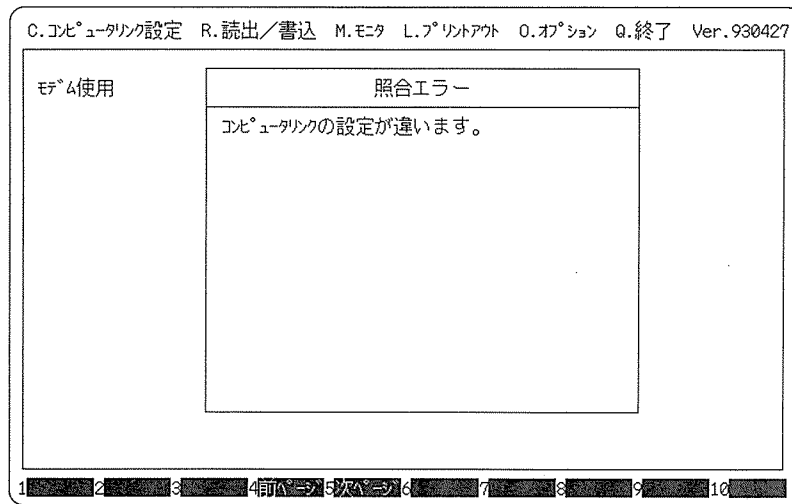 C.ｺﾝﾋﾟｭｰﾀﾘﾝｸ設定 R.読出／書込 M.ﾓﾆﾀ L.ﾌﾟﾘﾝﾄｱｳﾄ O.ｵﾌﾟｼｮﾝ Q.終了 Ver.930427
ﾓﾃﾞﾑ使用
照合エラー
ｺﾝﾋﾟｭｰﾀﾘﾝｸの設定が違います。
1 2 3 4前ﾍﾟｰｼﾞ 5次ﾍﾟｰｼﾞ 6 7 8 9 10